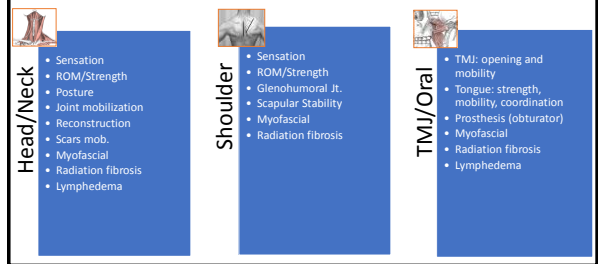 Head/Neck
• Sensation
• ROM/Strength
• Posture
• Joint mobilization
• Reconstruction
• Scars mob.
• Myofascial
• Radiation fibrosis
• Lymphedema
Shoulder
• Sensation
• ROM/Strength
• Glenohumoral Jt.
• Scapular Stability
• Myofascial
• Radiation fibrosis
TMJ/Oral
• TMJ: opening and
mobility
• Tongue: strength,
mobility, coordination
• Prosthesis (obturator)
• Myofascial
• Radiation fibrosis
• Lymphedema